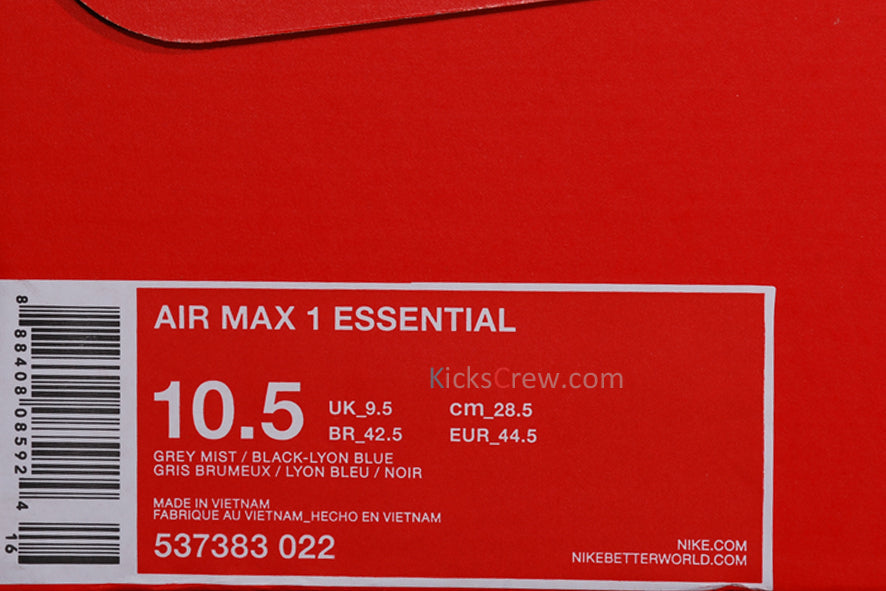 AIR MAX 1 ESSENTIAL
KicksCrew.com
10.5
UK_9.5 cm_28.5
BR_42.5 EUR_44.5
GREY MIST / BLACK-LYON BLUE
GRIS BRUMEUX / LYON BLEU / NOIR
MADE IN VIETNAM
FABRIQUE AU VIETNAM_HECHO EN VIETNAM
537383 022
NIKE.COM
NIKEBETTERWORLD.COM
8 88408 08592 4
16